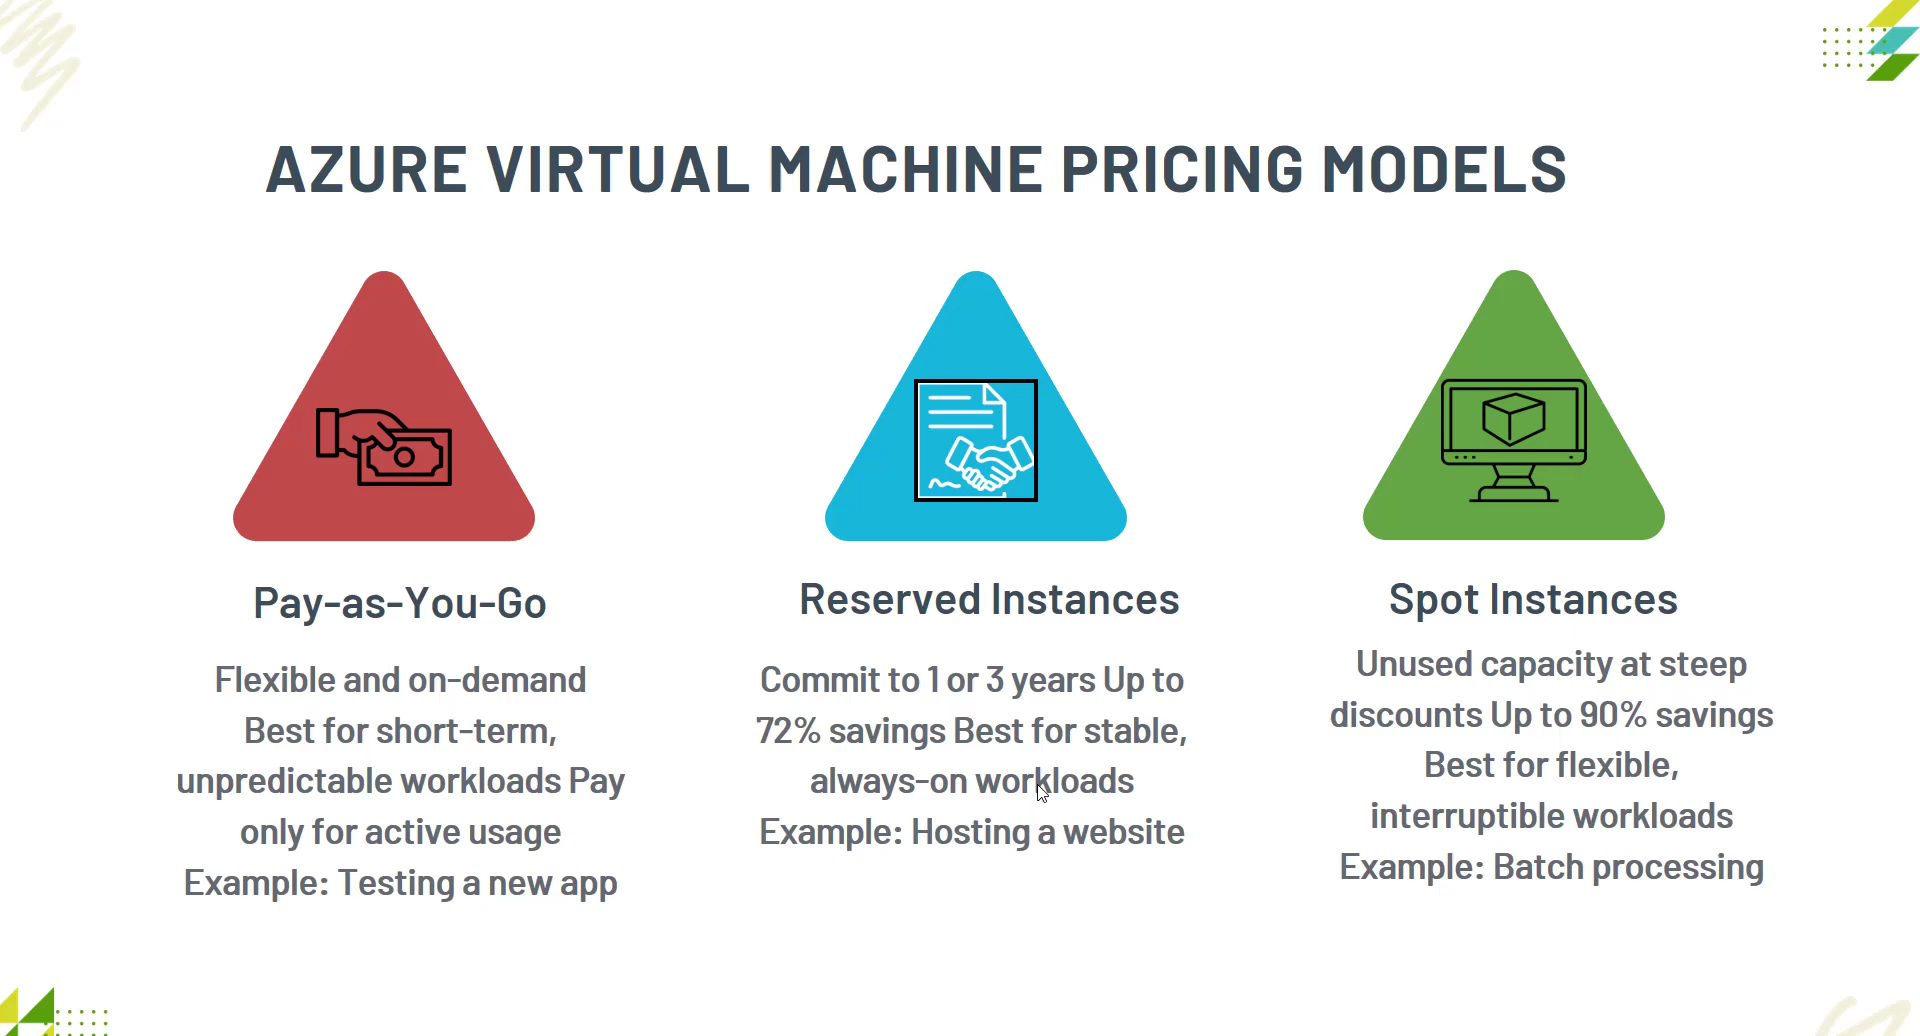 AZURE VIRTUAL MACHINE PRICING MODELS
Pay-as-You-Go
Flexible and on-demand
Best for short-term,
unpredictable workloads Pay
only for active usage
Example: Testing a new app
Reserved Instances
Commit to 1 or 3 years Up to
72% savings Best for stable,
always-on workloads
Example: Hosting a website
Spot Instances
Unused capacity at steep
discounts Up to 90% savings
Best for flexible,
interruptible workloads
Example: Batch processing